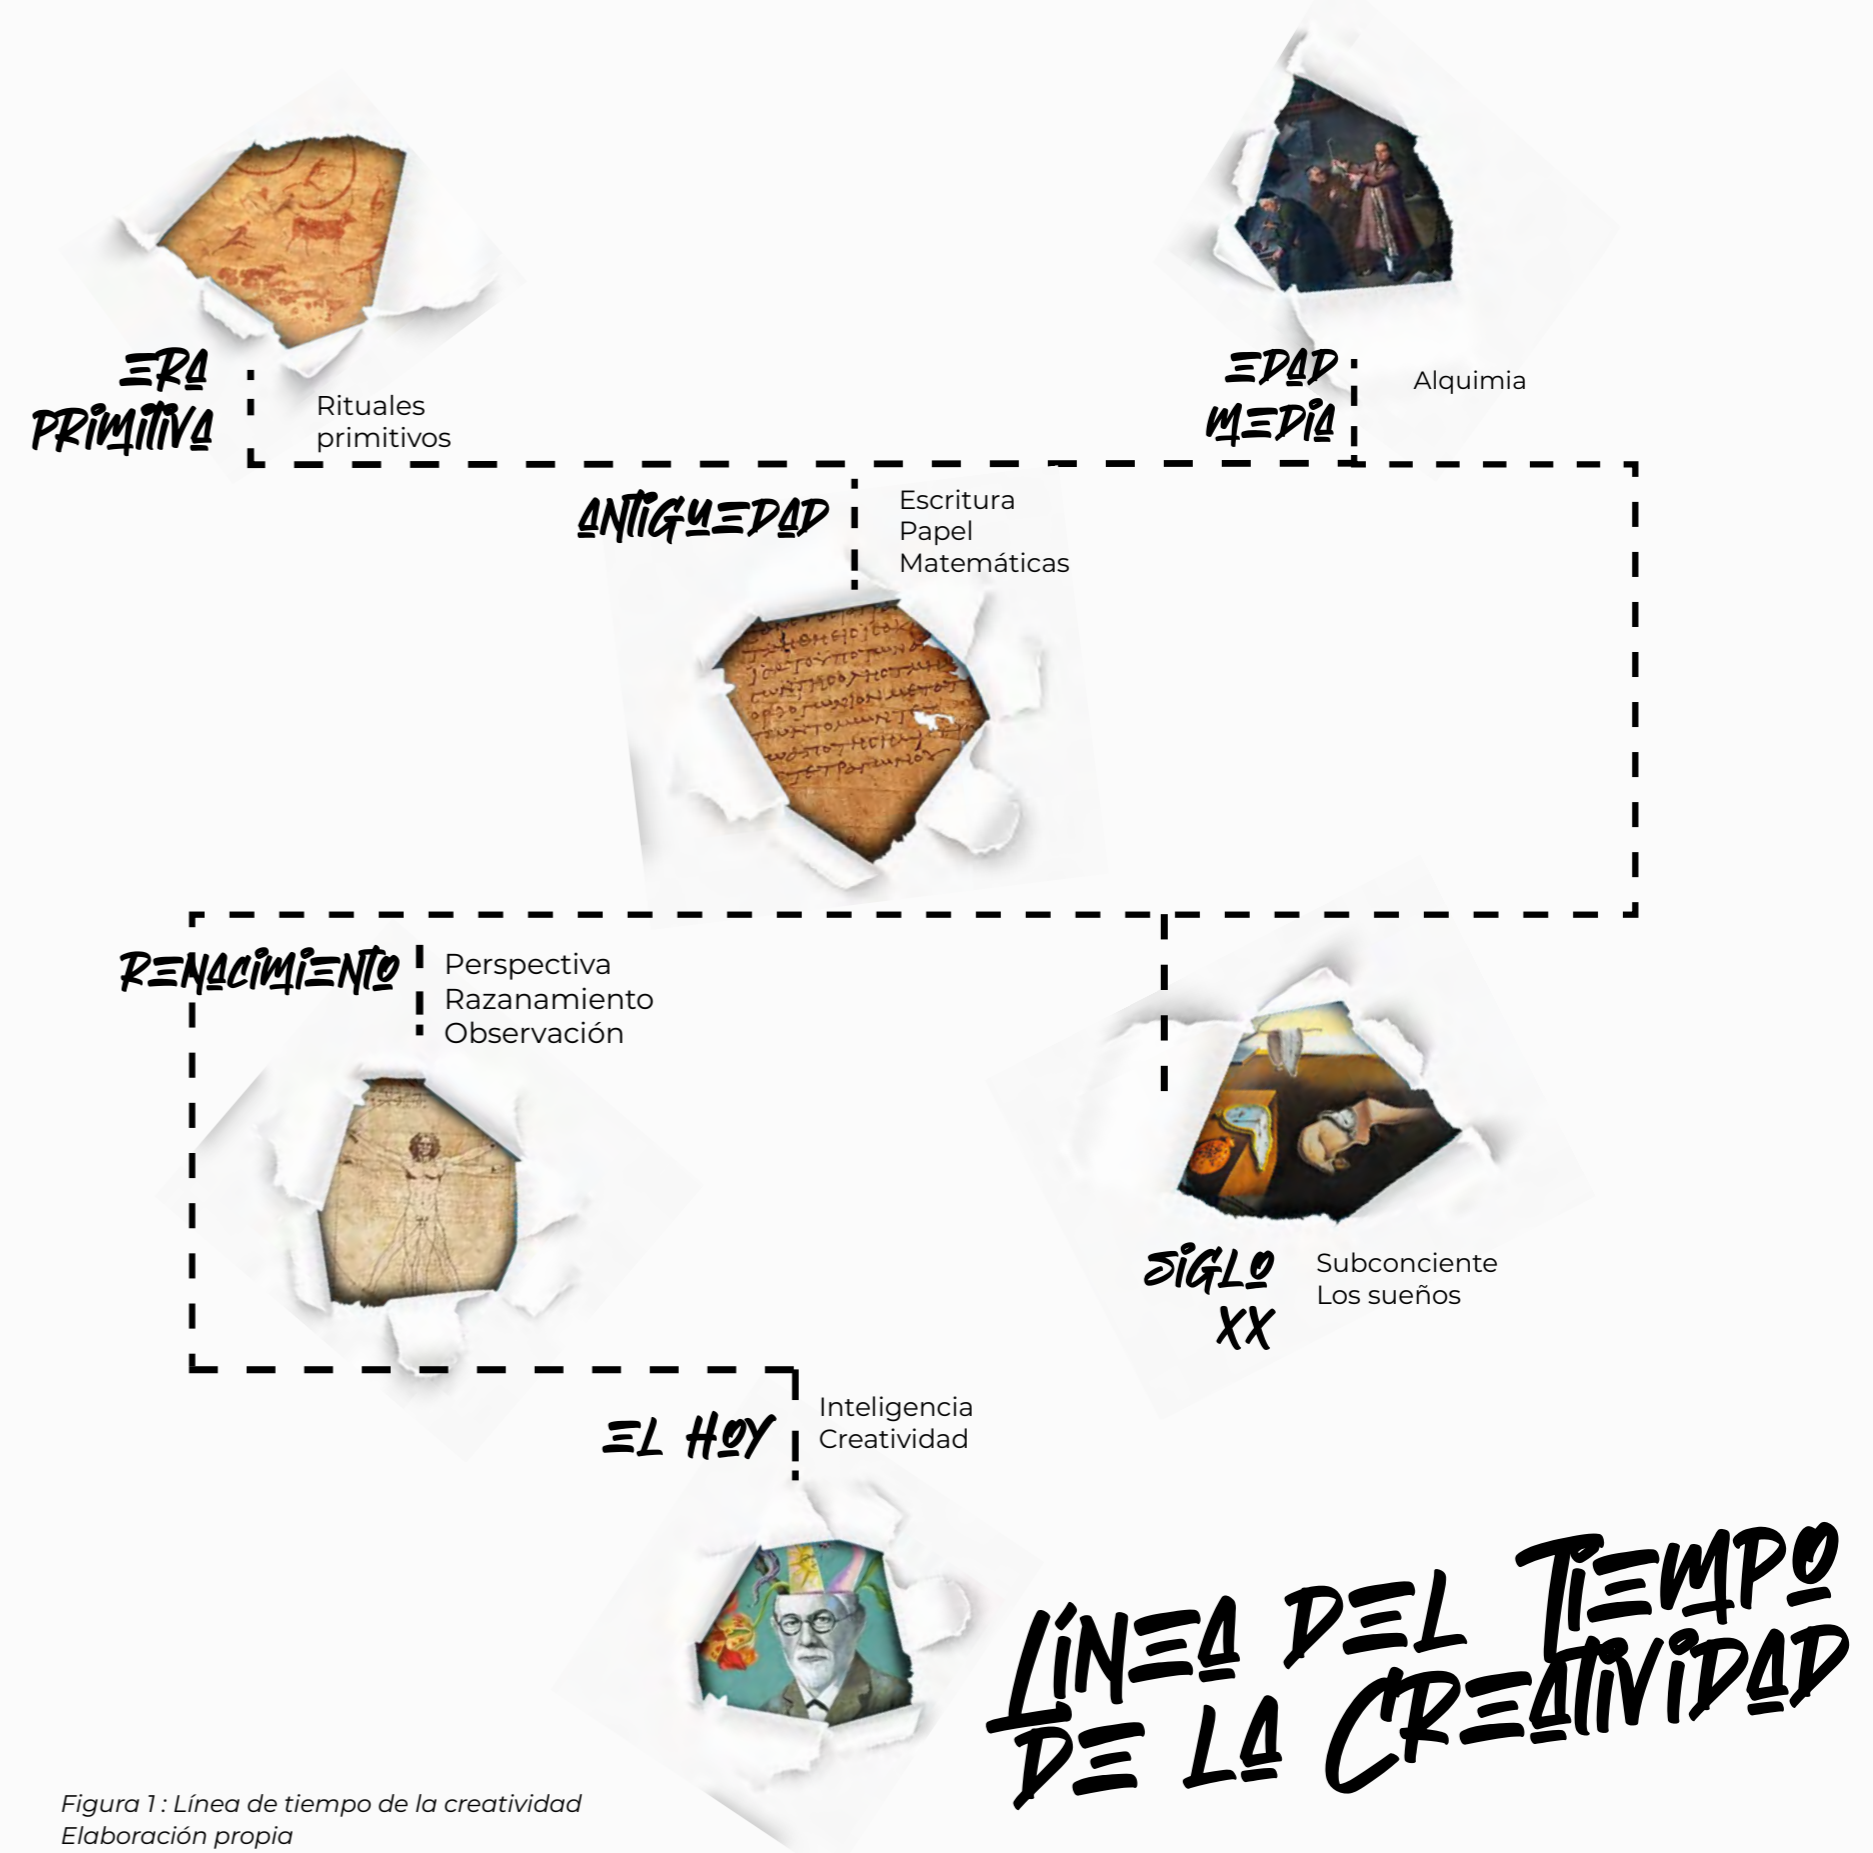 ERA
PRIMITIVA
Rituales
primitivos
EDAD
MEDIA
Alquimia
ANTIGUEDAD
Escritura
Papel
Matemáticas
RENACIMIENTO
Perspectiva
Razanamiento
Observación
SIGLO
XX
Subconciente
Los sueños
EL HOY
Inteligencia
Creatividad
LÍNEA DEL TIEMPO
DE LA CREATIVIDAD
Figura 1 : Línea de tiempo de la creatividad
Elaboración propia